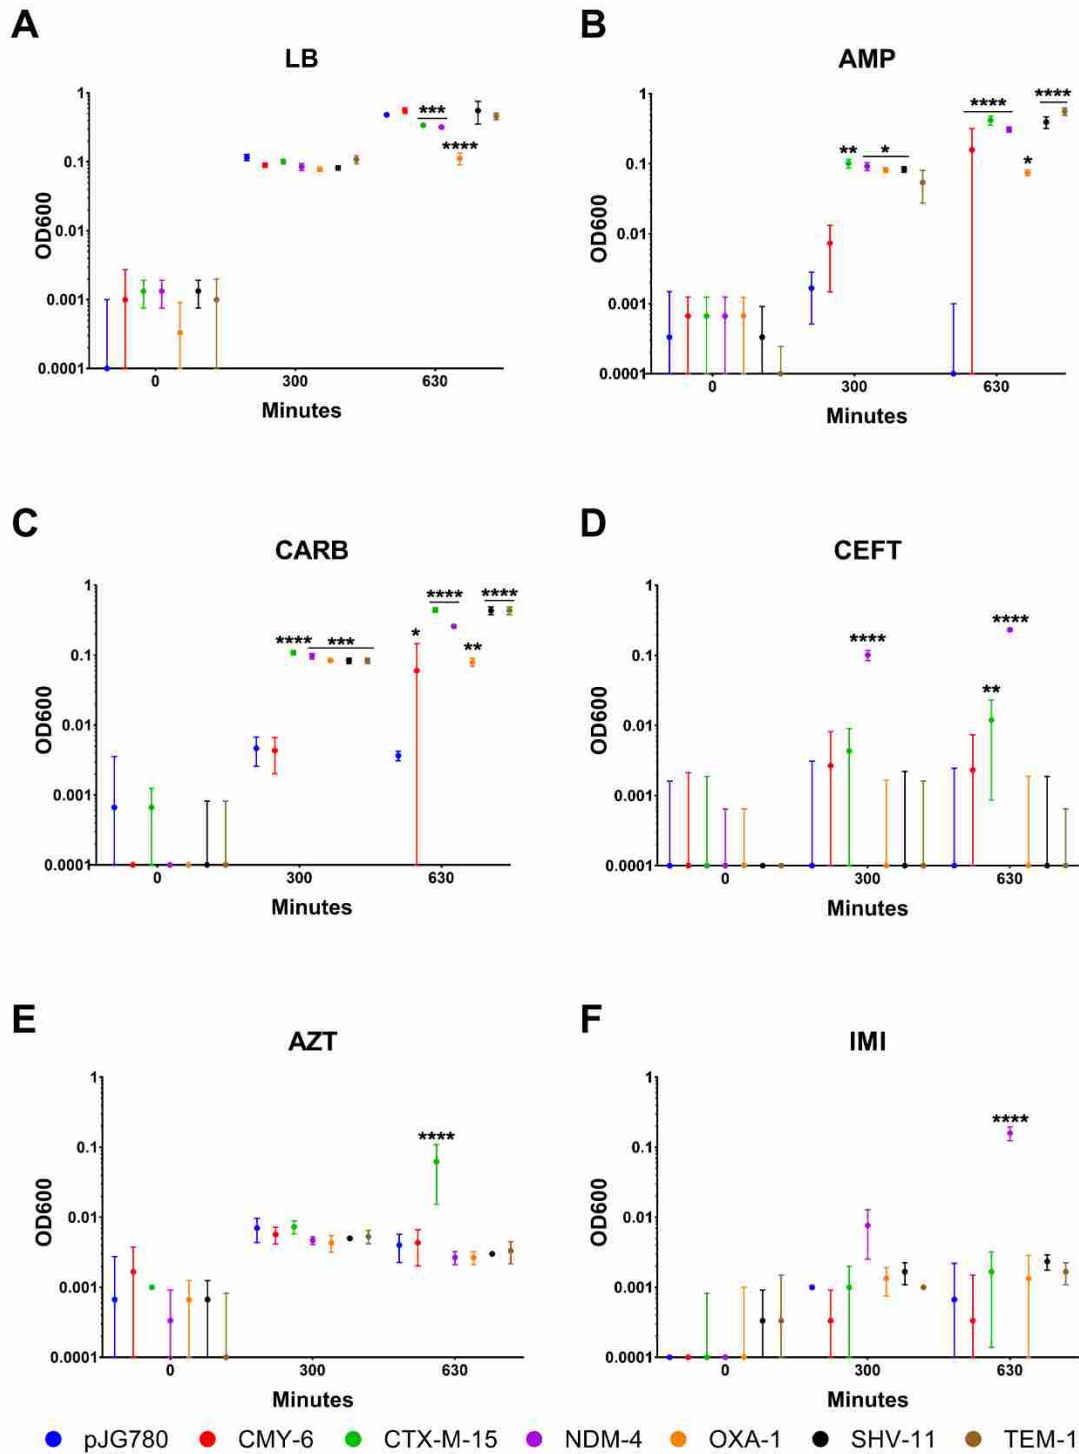 A
LB
OD600
1
0.1
0.01
0.001
0.0001
***
****
0
300
630
Minutes
B
AMP
OD600
1
0.1
0.01
0.001
0.0001
**
*
****
*
****
0
300
630
Minutes
C
CARB
OD600
1
0.1
0.01
0.001
0.0001
****
***
*
****
**
****
0
300
630
Minutes
D
CEFT
OD600
1
0.1
0.01
0.001
0.0001
****
**
****
0
300
630
Minutes
E
AZT
OD600
1
0.1
0.01
0.001
0.0001
****
0
300
630
Minutes
F
IMI
OD600
1
0.1
0.01
0.001
0.0001
****
0
300
630
Minutes
pJG780 CMY-6 CTX-M-15 NDM-4 OXA-1 SHV-11 TEM-1